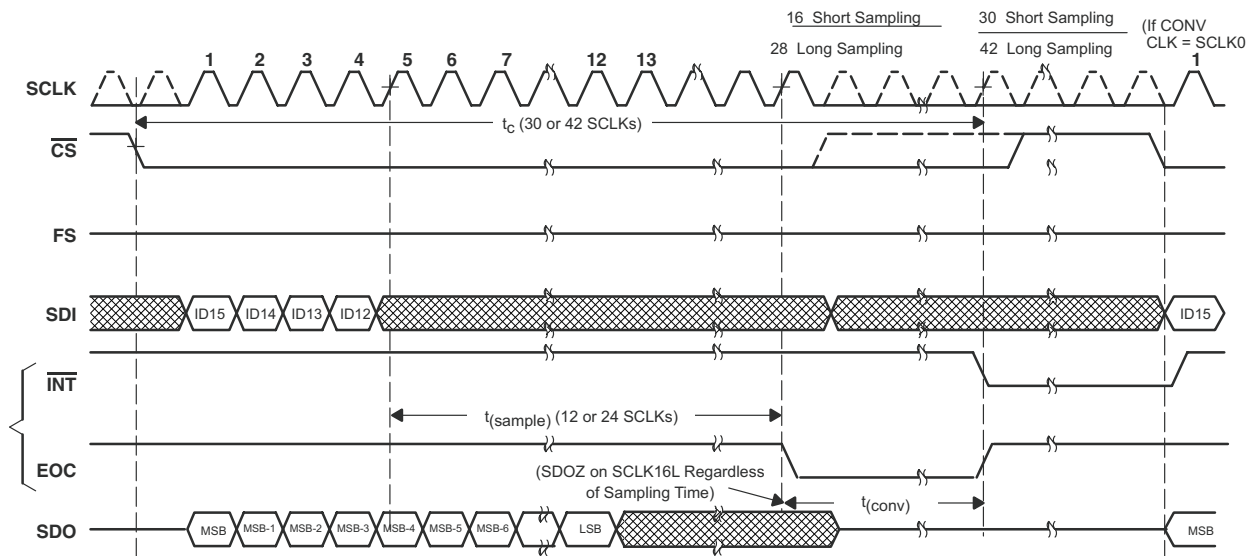 16 Short Sampling
30 Short Sampling
(If CONV
28 Long Sampling
42 Long Sampling
CLK = SCLK0
1 2 3 4 5 6 7 12 13 1
SCLK
tc (30 or 42 SCLKs)
CS
FS
SDI
ID15 ID14 ID13 ID12 ID15
INT
t(sample) (12 or 24 SCLKs)
EOC
(SDOZ on SCLK16L Regardless
of Sampling Time)
t(conv)
SDO
MSB MSB-1 MSB-2 MSB-3 MSB-4 MSB-5 MSB-6 LSB MSB